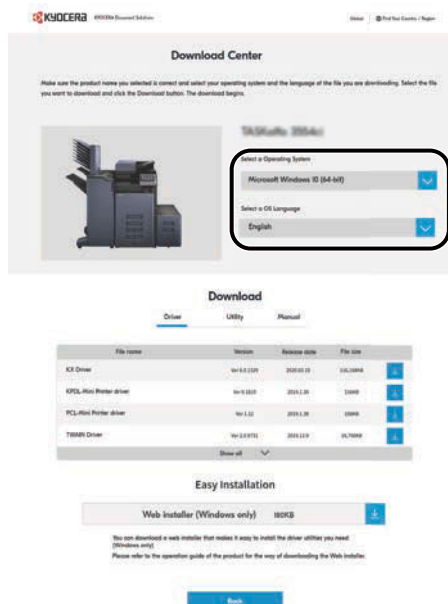 KYOCERA KYOCERA Document Solutions
Global Find Your Country / Region
Download Center
Make sure the product name you selected is correct and select your operating system and the language of the file you are downloading. Select the file
you want to download and click the Download button. The download begins.
Select a Operating System
Microsoft Windows 10 (64-bit)
Select a OS Language
English
Download
Driver Utility Manual
File name Version Release date File size
KX Driver
KPDL-Mini Printer driver
PCL-Mini Printer driver
TWAIN Driver
Show all
Easy Installation
Web installer (Windows only) 180KB
You can download a web installer that makes it easy to install the driver utilities you need.
(Windows only)
Please refer to the operation guide of the product for the way of downloading the Web installer.
Back